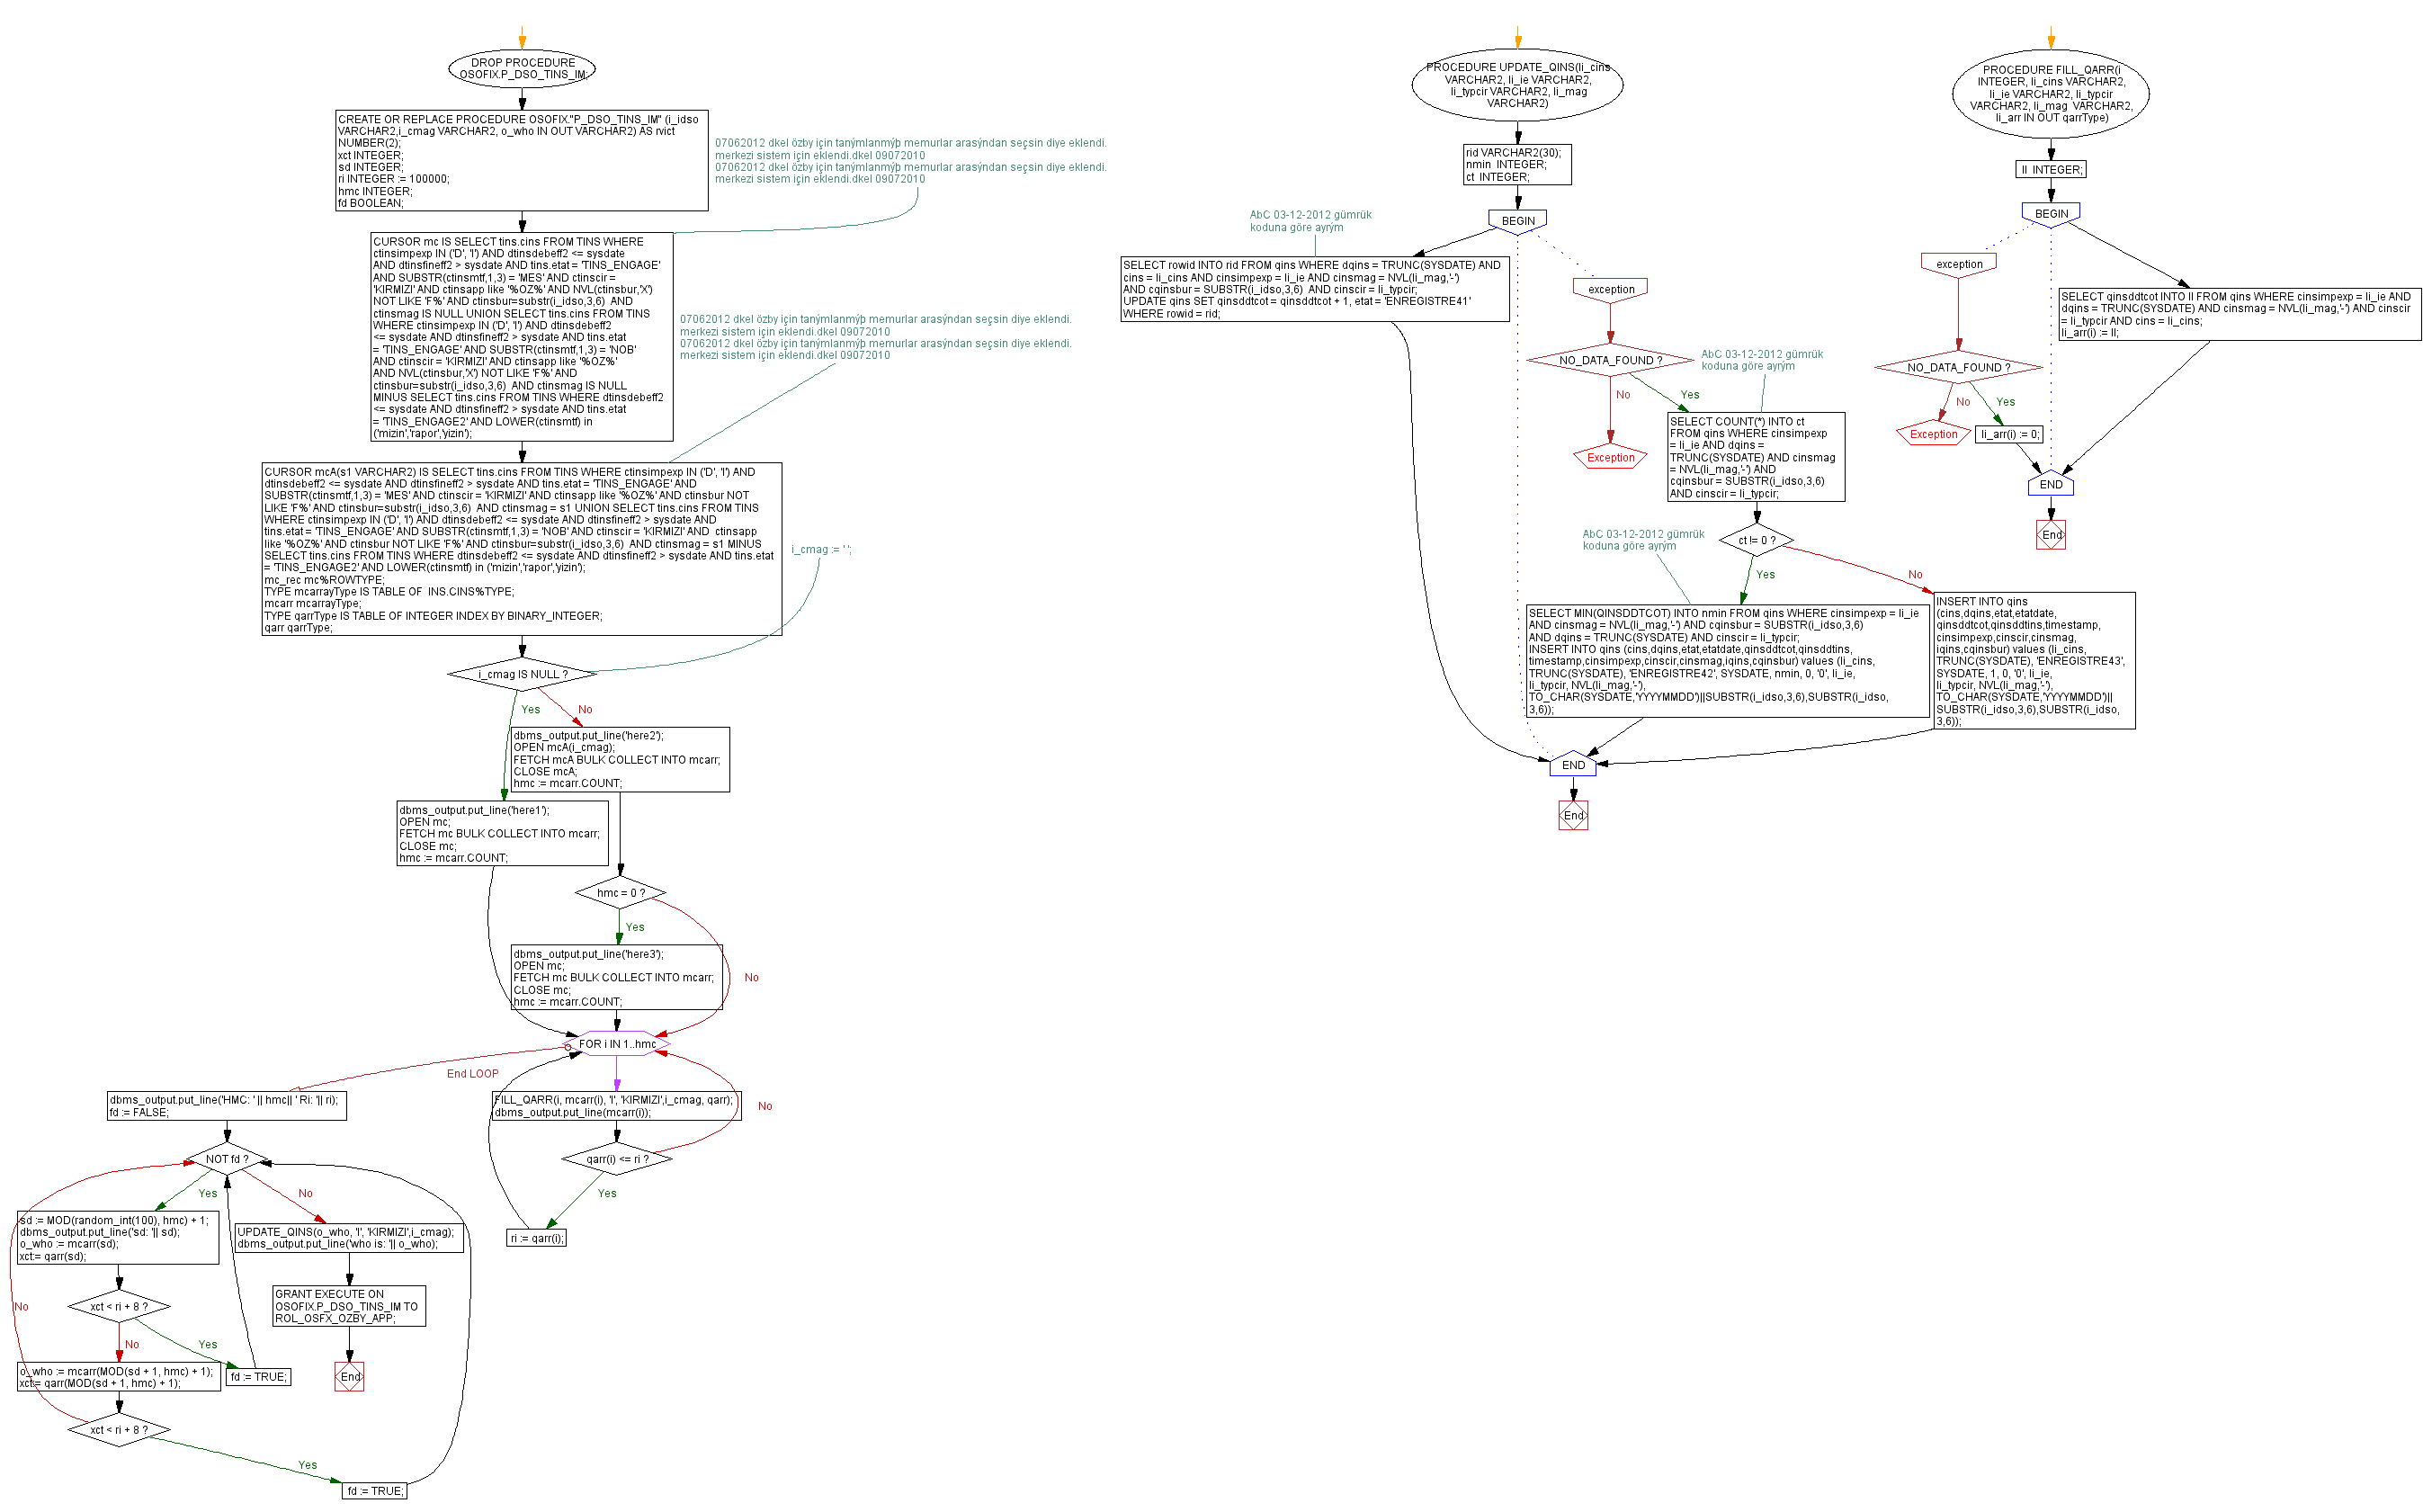 DROP PROCEDURE
OSOFIX.P_DSO_TINS_IM;
CREATE OR REPLACE PROCEDURE OSOFIX."P_DSO_TINS_IM" (i_idso
VARCHAR2,i_cmag VARCHAR2, o_who IN OUT VARCHAR2) AS rvict
NUMBER(2);
xct INTEGER;
sd INTEGER;
ri INTEGER := 100000;
hmc INTEGER;
fd BOOLEAN;
07062012 dkel özby için tanýmlanmýþ memurlar arasýndan seçsin diye eklendi.
merkezi sistem için eklendi.dkel 09072010
07062012 dkel özby için tanýmlanmýþ memurlar arasýndan seçsin diye eklendi.
merkezi sistem için eklendi.dkel 09072010
CURSOR mc IS SELECT tins.cins FROM TINS WHERE
ctinsimpexp IN ('D', 'I') AND dtinsdebeff2 <= sysdate
AND dtinsfineff2 > sysdate AND tins.etat = 'TINS_ENGAGE'
AND SUBSTR(ctinsmtf,1,3) = 'MES' AND ctinscir =
'KIRMIZI' AND ctinsapp like '%OZ%' AND NVL(ctinsbur,'X')
NOT LIKE 'F%' AND ctinsbur=substr(i_idso,3,6)  AND
ctinsmag IS NULL UNION SELECT tins.cins FROM TINS
WHERE ctinsimpexp IN ('D', 'I') AND dtinsdebeff2
<= sysdate AND dtinsfineff2 > sysdate AND tins.etat
= 'TINS_ENGAGE' AND SUBSTR(ctinsmtf,1,3) = 'NOB'
AND ctinscir = 'KIRMIZI' AND ctinsapp like '%OZ%'
AND NVL(ctinsbur,'X') NOT LIKE 'F%' AND
ctinsbur=substr(i_idso,3,6)  AND ctinsmag IS NULL
MINUS SELECT tins.cins FROM TINS WHERE dtinsdebeff2
<= sysdate AND dtinsfineff2 > sysdate AND tins.etat
= 'TINS_ENGAGE2' AND LOWER(ctinsmtf) in
('mizin','rapor','yizin');
07062012 dkel özby için tanýmlanmýþ memurlar arasýndan seçsin diye eklendi.
merkezi sistem için eklendi.dkel 09072010
07062012 dkel özby için tanýmlanmýþ memurlar arasýndan seçsin diye eklendi.
merkezi sistem için eklendi.dkel 09072010
CURSOR mcA(s1 VARCHAR2) IS SELECT tins.cins FROM TINS WHERE ctinsimpexp IN ('D', 'I') AND
dtinsdebeff2 <= sysdate AND dtinsfineff2 > sysdate AND tins.etat = 'TINS_ENGAGE' AND
SUBSTR(ctinsmtf,1,3) = 'MES' AND ctinscir = 'KIRMIZI' AND ctinsapp like '%OZ%' AND ctinsbur NOT
LIKE 'F%' AND ctinsbur=substr(i_idso,3,6)  AND ctinsmag = s1 UNION SELECT tins.cins FROM TINS
WHERE ctinsimpexp IN ('D', 'I') AND dtinsdebeff2 <= sysdate AND dtinsfineff2 > sysdate AND
tins.etat = 'TINS_ENGAGE' AND SUBSTR(ctinsmtf,1,3) = 'NOB' AND ctinscir = 'KIRMIZI' AND  ctinsapp
like '%OZ%' AND ctinsbur NOT LIKE 'F%' AND ctinsbur=substr(i_idso,3,6)  AND ctinsmag = s1 MINUS
SELECT tins.cins FROM TINS WHERE dtinsdebeff2 <= sysdate AND dtinsfineff2 > sysdate AND tins.etat
= 'TINS_ENGAGE2' AND LOWER(ctinsmtf) in ('mizin','rapor','yizin');
mc_rec mc%ROWTYPE;
TYPE mcarrayType IS TABLE OF  INS.CINS%TYPE;
mcarr mcarrayType;
TYPE qarrType IS TABLE OF INTEGER INDEX BY BINARY_INTEGER;
qarr qarrType;
i_cmag := ' ';
i_cmag IS NULL ?
Yes
No
dbms_output.put_line('here2');
OPEN mcA(i_cmag);
FETCH mcA BULK COLLECT INTO mcarr;
CLOSE mcA;
hmc := mcarr.COUNT;
dbms_output.put_line('here1');
OPEN mc;
FETCH mc BULK COLLECT INTO mcarr;
CLOSE mc;
hmc := mcarr.COUNT;
hmc = 0 ?
Yes
No
dbms_output.put_line('here3');
OPEN mc;
FETCH mc BULK COLLECT INTO mcarr;
CLOSE mc;
hmc := mcarr.COUNT;
FOR i IN 1..hmc
End LOOP
FILL_QARR(i, mcarr(i), 'I', 'KIRMIZI',i_cmag, qarr);
dbms_output.put_line(mcarr(i));
No
qarr(i) <= ri ?
Yes
ri := qarr(i);
dbms_output.put_line('HMC: ' || hmc|| ' Ri: '|| ri);
fd := FALSE;
NOT fd ?
Yes
No
sd := MOD(random_int(100), hmc) + 1;
dbms_output.put_line('sd: '|| sd);
o_who := mcarr(sd);
xct:= qarr(sd);
UPDATE_QINS(o_who, 'I', 'KIRMIZI',i_cmag);
dbms_output.put_line('who is: '|| o_who);
GRANT EXECUTE ON
OSOFIX.P_DSO_TINS_IM TO
ROL_OSFX_OZBY_APP;
End
xct < ri + 8 ?
No
No
Yes
o_who := mcarr(MOD(sd + 1, hmc) + 1);
xct:= qarr(MOD(sd + 1, hmc) + 1);
fd := TRUE;
xct < ri + 8 ?
Yes
fd := TRUE;
PROCEDURE UPDATE_QINS(li_cins
VARCHAR2, li_ie VARCHAR2,
li_typcir VARCHAR2, li_mag
VARCHAR2)
rid VARCHAR2(30);
nmin  INTEGER;
ct  INTEGER;
BEGIN
AbC 03-12-2012 gümrük
koduna göre ayrým
SELECT rowid INTO rid FROM qins WHERE dqins = TRUNC(SYSDATE) AND
cins = li_cins AND cinsimpexp = li_ie AND cinsmag = NVL(li_mag,'-')
AND cqinsbur = SUBSTR(i_idso,3,6)  AND cinscir = li_typcir;
UPDATE qins SET qinsddtcot = qinsddtcot + 1, etat = 'ENREGISTRE41'
WHERE rowid = rid;
exception
NO_DATA_FOUND ?
No
Yes
Exception
AbC 03-12-2012 gümrük
koduna göre ayrým
SELECT COUNT(*) INTO ct
FROM qins WHERE cinsimpexp
= li_ie AND dqins =
TRUNC(SYSDATE) AND cinsmag
= NVL(li_mag,'-') AND
cqinsbur = SUBSTR(i_idso,3,6)
AND cinscir = li_typcir;
ct != 0 ?
Yes
No
AbC 03-12-2012 gümrük
koduna göre ayrým
SELECT MIN(QINSDDTCOT) INTO nmin FROM qins WHERE cinsimpexp = li_ie
AND cinsmag = NVL(li_mag,'-') AND cqinsbur = SUBSTR(i_idso,3,6)
AND dqins = TRUNC(SYSDATE) AND cinscir = li_typcir;
INSERT INTO qins (cins,dqins,etat,etatdate,qinsddtcot,qinsddtins,
timestamp,cinsimpexp,cinscir,cinsmag,iqins,cqinsbur) values (li_cins,
TRUNC(SYSDATE), 'ENREGISTRE42', SYSDATE, nmin, 0, '0', li_ie,
li_typcir, NVL(li_mag,'-'),
TO_CHAR(SYSDATE,'YYYYMMDD')||SUBSTR(i_idso,3,6),SUBSTR(i_idso,
3,6));
INSERT INTO qins
(cins,dqins,etat,etatdate,
qinsddtcot,qinsddtins,timestamp,
cinsimpexp,cinscir,cinsmag,
iqins,cqinsbur) values (li_cins,
TRUNC(SYSDATE), 'ENREGISTRE43',
SYSDATE, 1, 0, '0', li_ie,
li_typcir, NVL(li_mag,'-'),
TO_CHAR(SYSDATE,'YYYYMMDD')||
SUBSTR(i_idso,3,6),SUBSTR(i_idso,
3,6));
END
End
PROCEDURE FILL_QARR(i
INTEGER, li_cins VARCHAR2,
li_ie VARCHAR2, li_typcir
VARCHAR2, li_mag  VARCHAR2,
li_arr IN OUT qarrType)
ll  INTEGER;
BEGIN
exception
SELECT qinsddtcot INTO ll FROM qins WHERE cinsimpexp = li_ie AND
dqins = TRUNC(SYSDATE) AND cinsmag = NVL(li_mag,'-') AND cinscir
= li_typcir AND cins = li_cins;
li_arr(i) := ll;
NO_DATA_FOUND ?
No
Yes
Exception
li_arr(i) := 0;
END
End